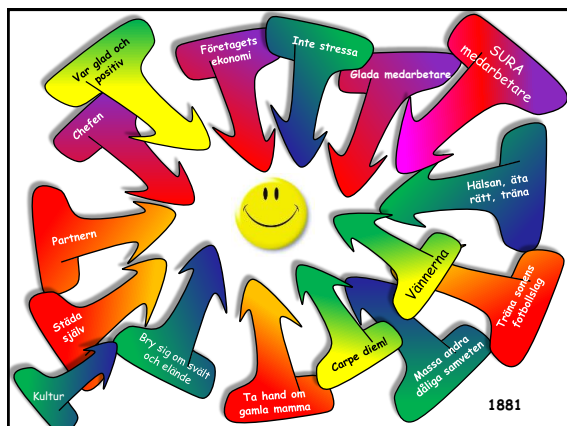 Var glad och
positiv
Företagets
ekonomi
Inte stressa
Glada medarbetare
SURA
medarbetare
Chefen
Hälsan, äta
rätt, träna
Partnern
Vännerna
Träna sonens
fotbollslag
Städa
själv
Bry sig om svält
och elände
Carpe diem!
Massa andra
dåliga samveten
Kultur
Ta hand om
gamla mamma
1881